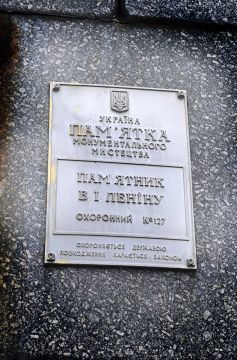 УКРАЇНА
ПАМ'ЯТКА
МОНУМЕНТАЛЬНОГО
МИСТЕЦТВА
ПАМ'ЯТНИК
В І ЛЕНІНУ
ОХОРОННИЙ №127
ОХОРОНЯЄТЬСЯ ДЕРЖАВОЮ
ПОШКОДЖЕННЯ КАРАЄТЬСЯ ЗАКОНОМ